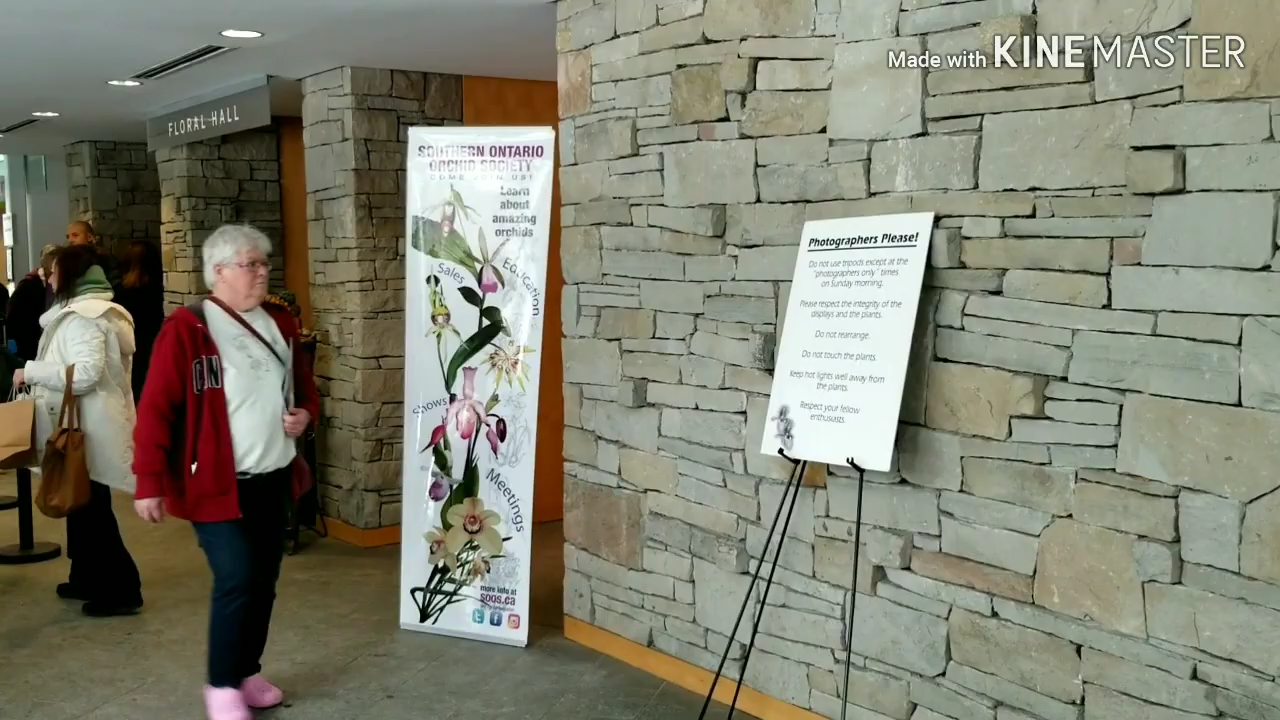 Made with KINEMASTER
FLORAL HALL
SOUTHERN ONTARIO
ORCHID SOCIETY
COME JOIN US!
Learn
about
amazing
orchids
Sales
Education
Shows
Meetings
more info at
soos.ca
Photographers Please!
Do not use tripods except at the
"photographers only" times
on Sunday morning.
Please respect the integrity of the
displays and the plants.
Do not rearrange.
Do not touch the plants.
Keep hot lights well away from
the plants.
Respect your fellow
enthusiasts.